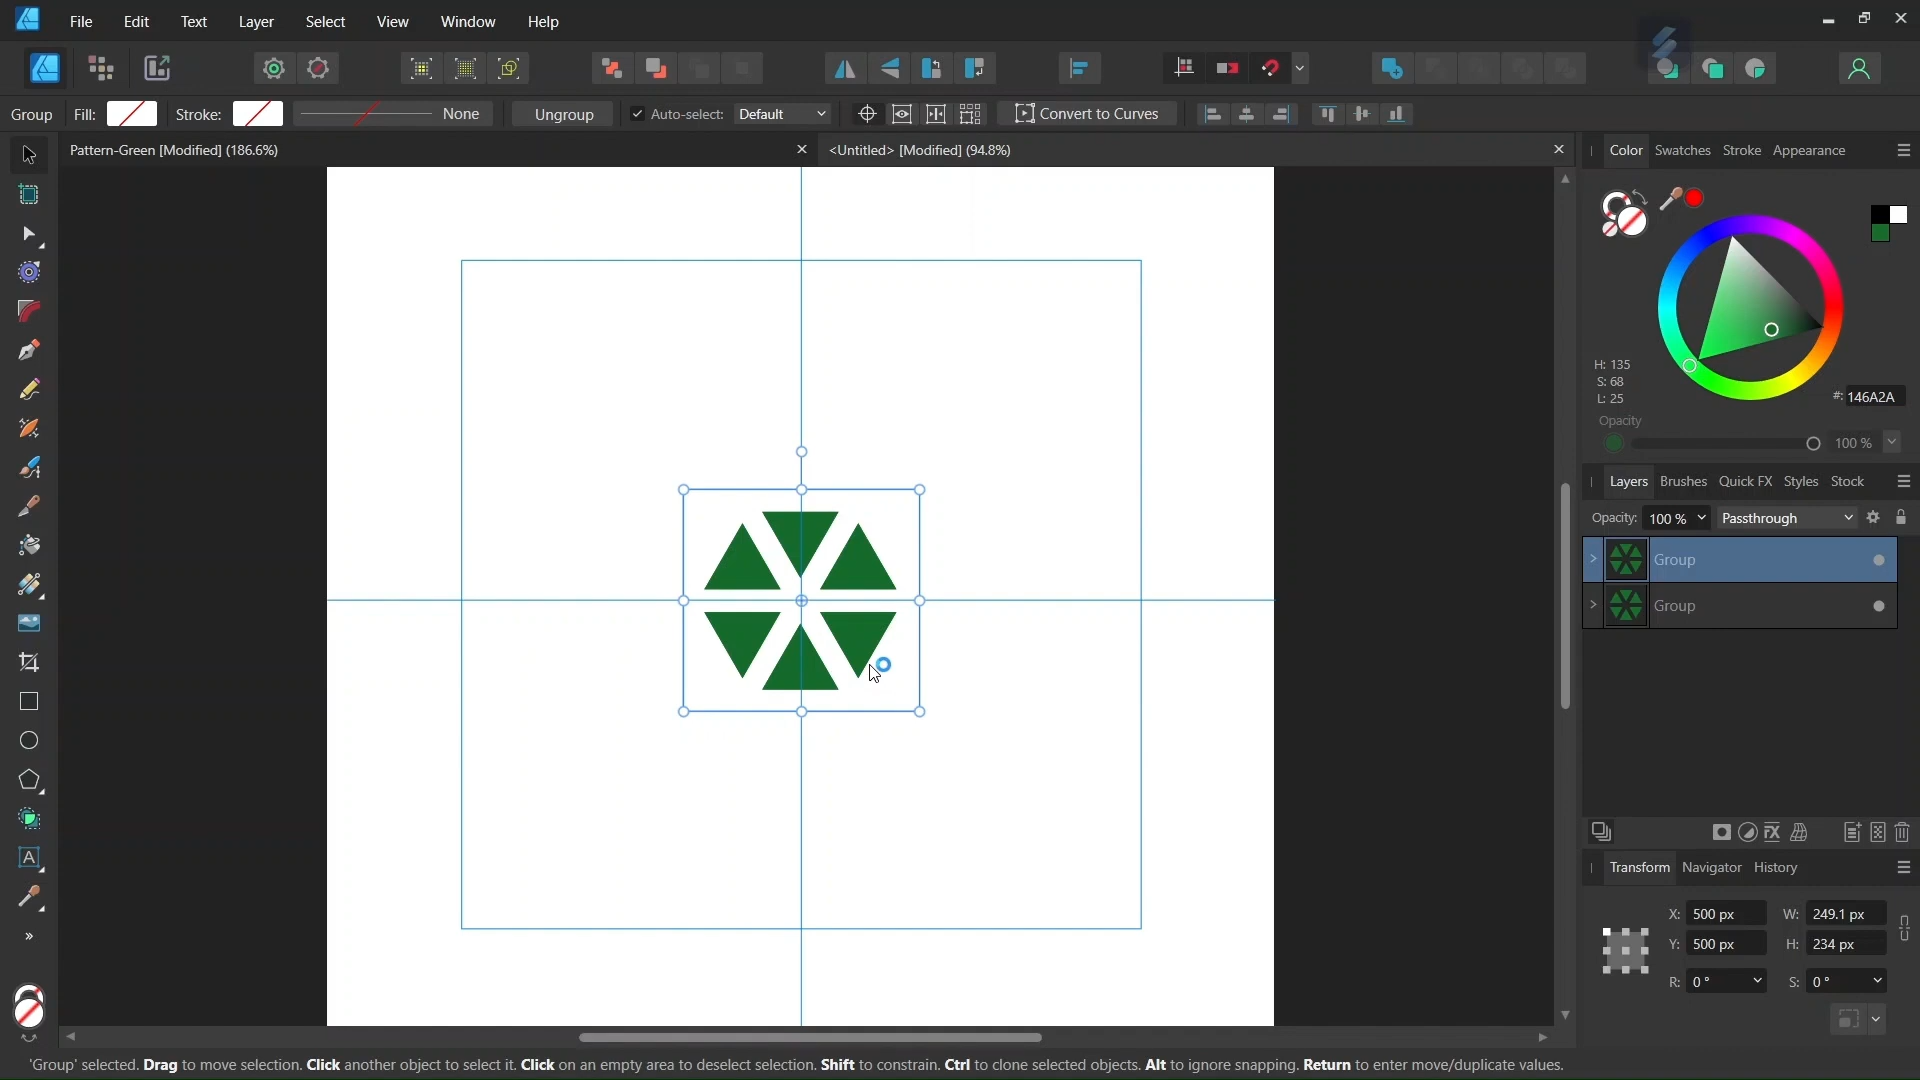 File Edit Text Layer Select View Window Help
Group Fill: Stroke: None Ungroup Auto-select: Default Convert to Curves
Pattern-Green [Modified] (186.6%)
<Untitled> [Modified] (94.8%)
Color Swatches Stroke Appearance
H: 135
S: 68
L: 25
#: 146A2A
Opacity
100 %
Layers Brushes Quick FX Styles Stock
Opacity: 100 % Passthrough
Group
Group
Transform Navigator History
X: 500 px W: 249.1 px
Y: 500 px H: 234 px
R: 0 ° S: 0 °
'Group' selected. Drag to move selection. Click another object to select it. Click on an empty area to deselect selection. Shift to constrain. Ctrl to clone selected objects. Alt to ignore snapping. Return to enter move/duplicate values.